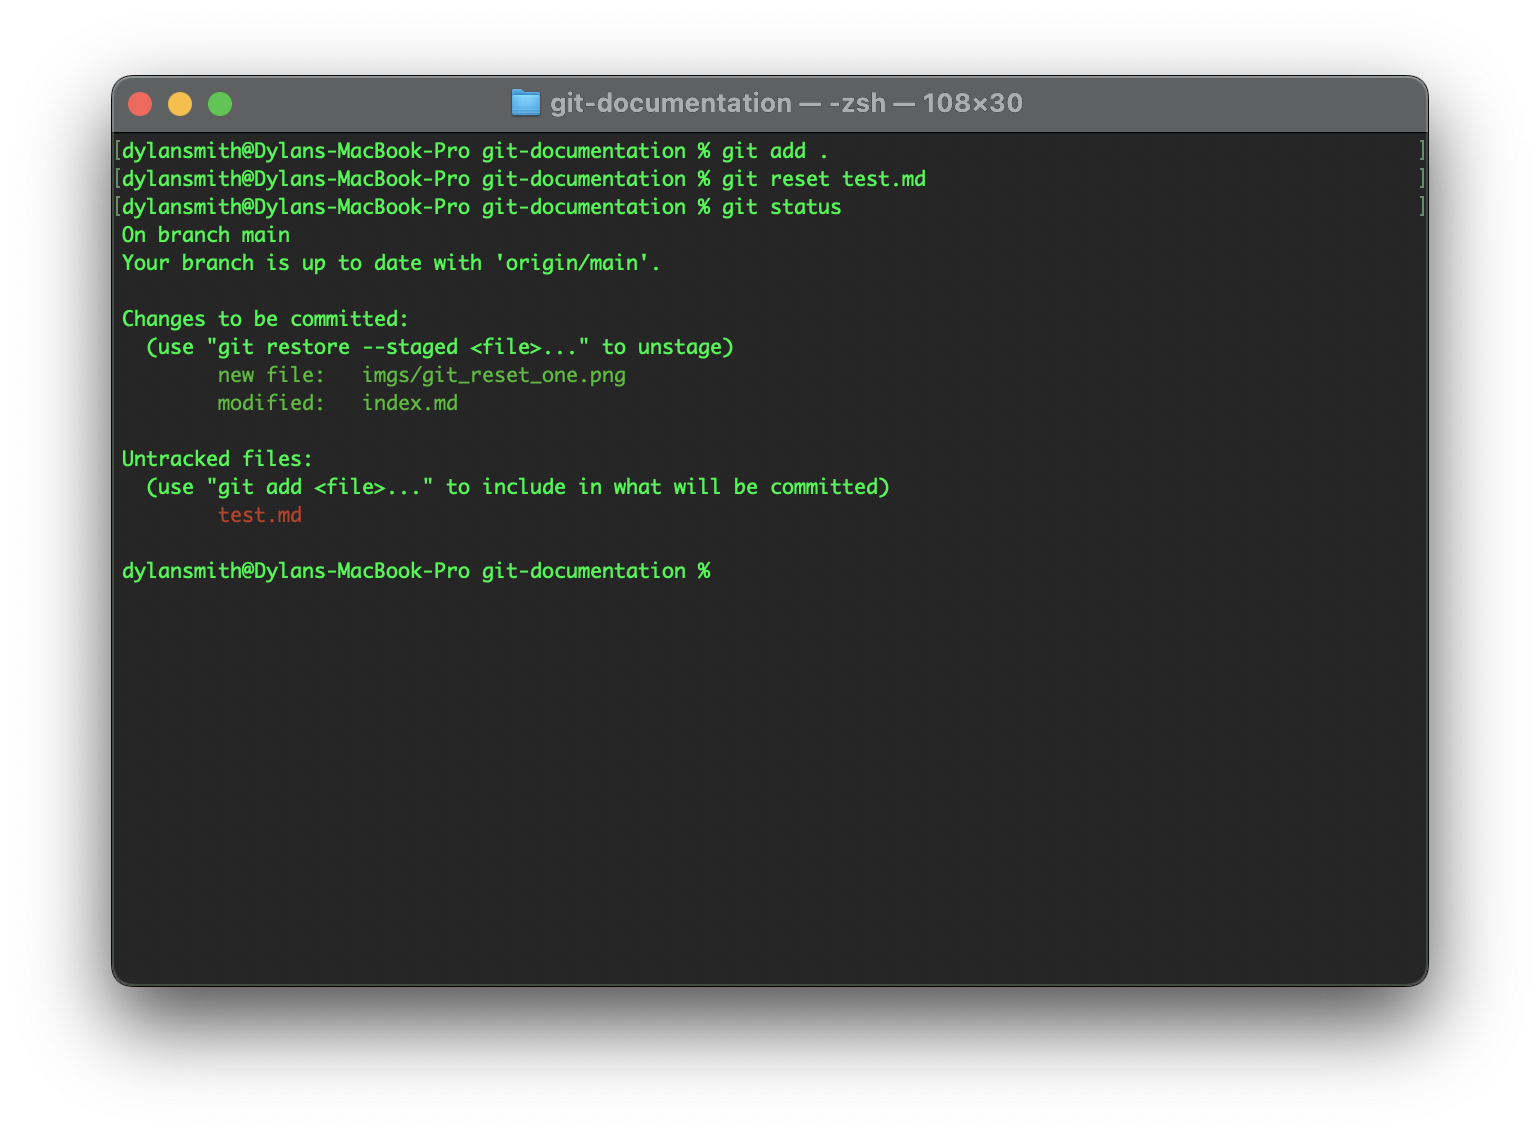 git-documentation — -zsh — 108×30
[dylansmith@Dylans-MacBook-Pro git-documentation % git add .]
[dylansmith@Dylans-MacBook-Pro git-documentation % git reset test.md]
[dylansmith@Dylans-MacBook-Pro git-documentation % git status]
On branch main
Your branch is up to date with 'origin/main'.
Changes to be committed:
  (use "git restore --staged <file>..." to unstage)
        new file:   imgs/git_reset_one.png
        modified:   index.md
Untracked files:
  (use "git add <file>..." to include in what will be committed)
        test.md
dylansmith@Dylans-MacBook-Pro git-documentation %